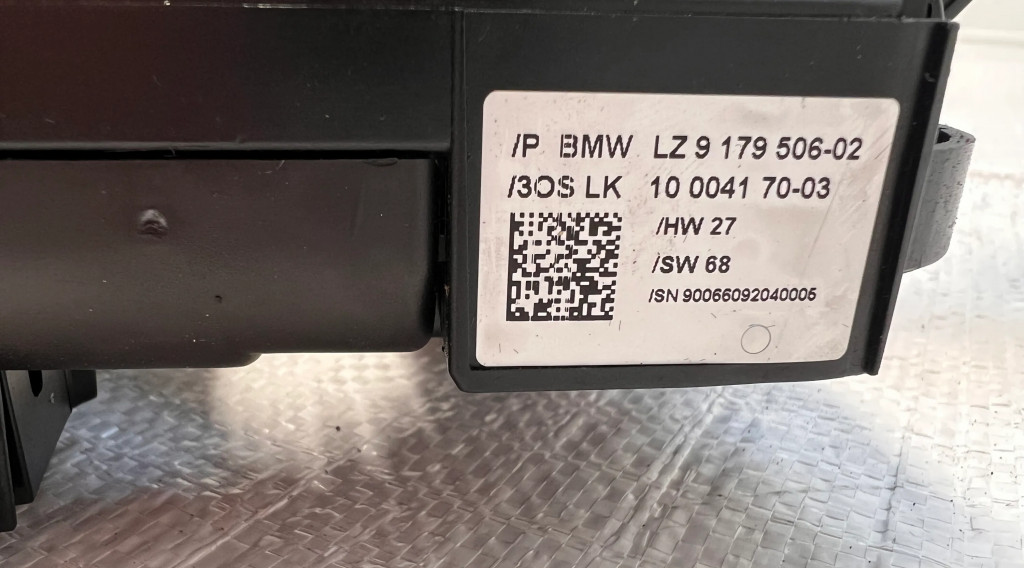 /P BMW LZ 9 179 506-02
/3OS LK 10 0041 70-03
/HW 27
/SW 68
/SN 90066092040005